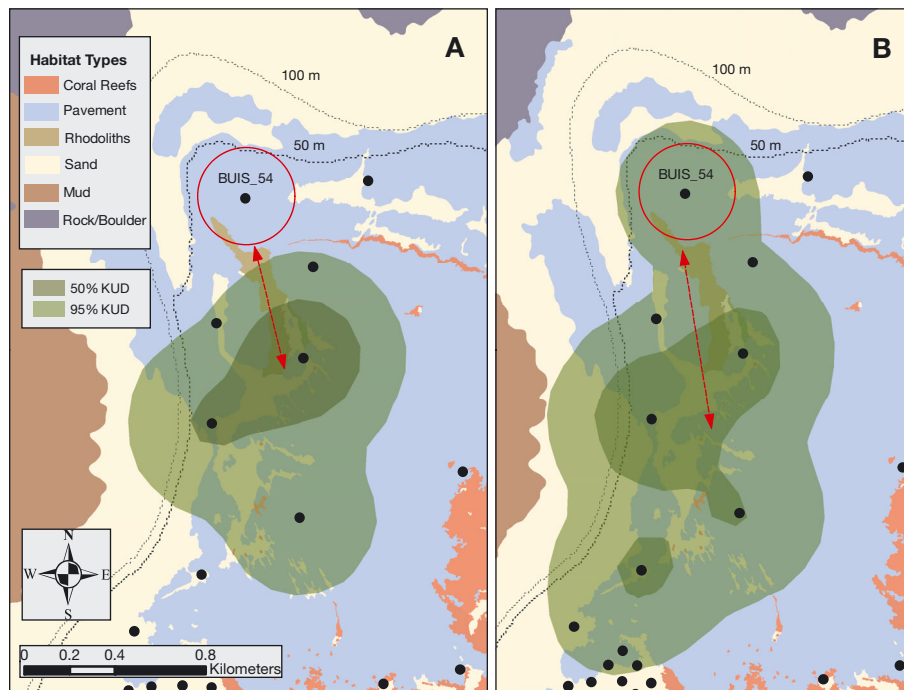 A
Habitat Types
Coral Reefs
Pavement
Rhodoliths
Sand
Mud
Rock/Boulder
50% KUD
95% KUD
100 m
50 m
BUIS_54
N
W E
S
0 0.2 0.4 0.8
Kilometers
B
100 m
50 m
BUIS_54